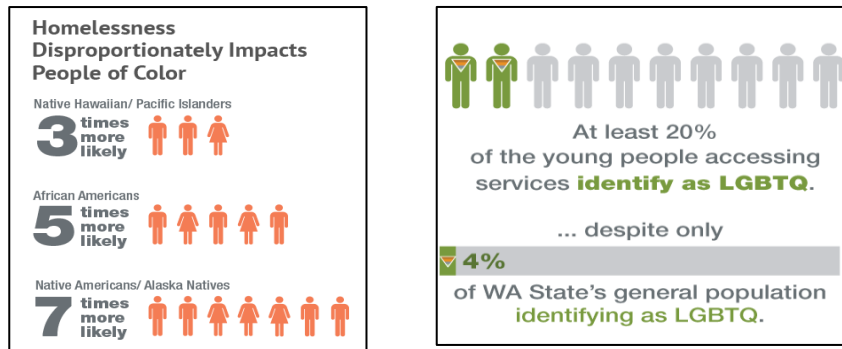 Homelessness
Disproportionately Impacts
People of Color
Native Hawaiian/ Pacific Islanders
3 times
more
likely
African Americans
5 times
more
likely
Native Americans/ Alaska Natives
7 times
more
likely
At least 20%
of the young people accessing
services identify as LGBTQ.
... despite only
4%
of WA State's general population
identifying as LGBTQ.